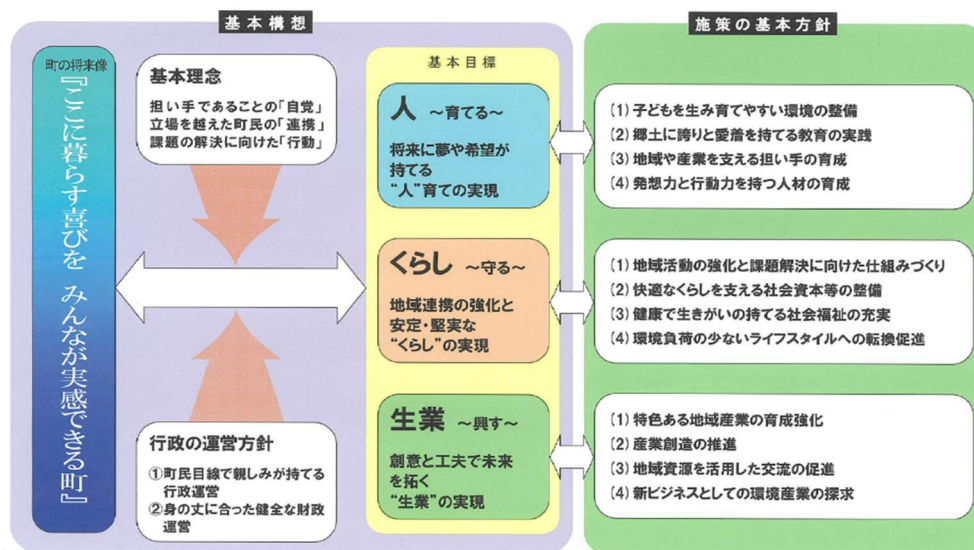 基本構想
施策の基本方針
町の将来像
『ここに暮らす喜びを みんなが実感できる町』
基本理念
担い手であることの「自覚」
立場を越えた町民の「連携」
課題の解決に向けた「行動」
行政の運営方針
①町民目線で親しみが持てる
行政運営
②身の丈に合った健全な財政
運営
基本目標
人 ~育てる~
将来に夢や希望が
持てる
“人”育ての実現
くらし ~守る~
地域連携の強化と
安定・堅実な
“くらし”の実現
生業 ~興す~
創意と工夫で未来
を拓く
“生業”の実現
(1) 子どもを生み育てやすい環境の整備
(2) 郷土に誇りと愛着を持てる教育の実践
(3) 地域や産業を支える担い手の育成
(4) 発想力と行動力を持つ人材の育成
(1) 地域活動の強化と課題解決に向けた仕組みづくり
(2) 快適なくらしを支える社会資本等の整備
(3) 健康で生きがいの持てる社会福祉の充実
(4) 環境負荷の少ないライフスタイルへの転換促進
(1) 特色ある地域産業の育成強化
(2) 産業創造の推進
(3) 地域資源を活用した交流の促進
(4) 新ビジネスとしての環境産業の探求